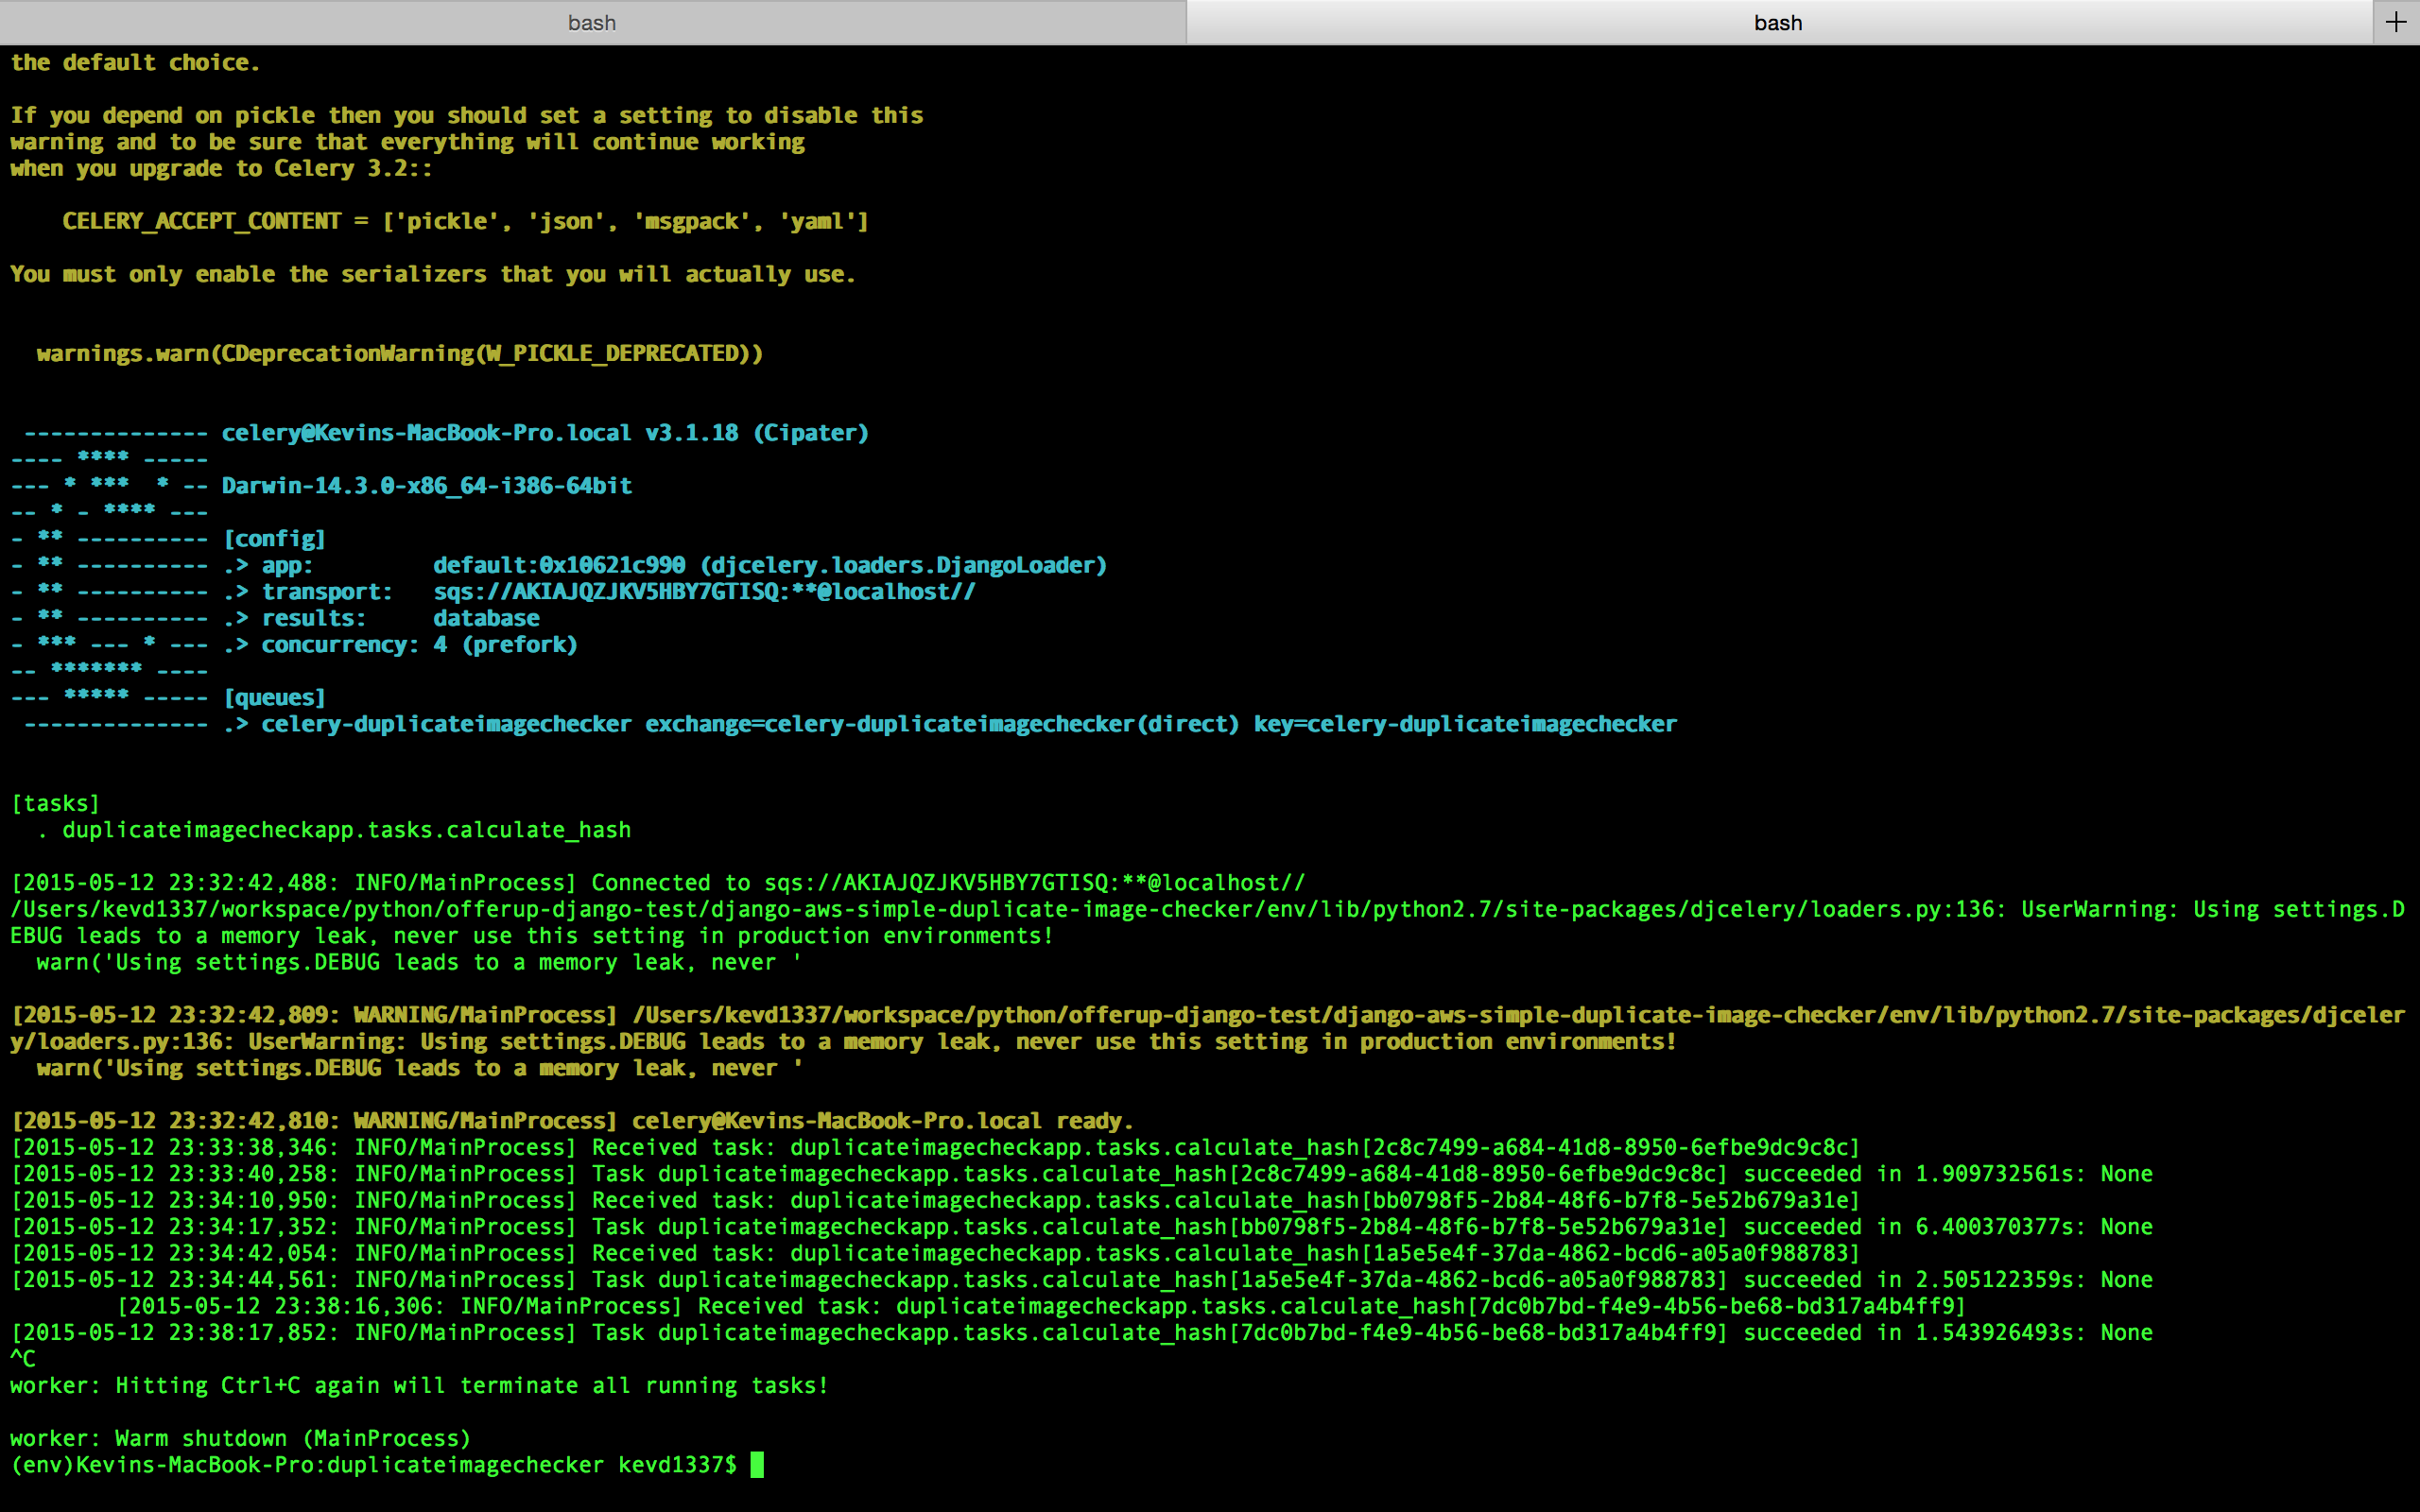 bash
bash
+
the default choice.
If you depend on pickle then you should set a setting to disable this
warning and to be sure that everything will continue working
when you upgrade to Celery 3.2::
    CELERY_ACCEPT_CONTENT = ['pickle', 'json', 'msgpack', 'yaml']
You must only enable the serializers that you will actually use.
  warnings.warn(CDeprecationWarning(W_PICKLE_DEPRECATED))
 -------------- celery@Kevins-MacBook-Pro.local v3.1.18 (Cipater)
---- **** -----
--- * ***  * -- Darwin-14.3.0-x86_64-i386-64bit
-- * - **** ---
- ** ---------- [config]
- ** ---------- .> app:         default:0x10621c990 (djcelery.loaders.DjangoLoader)
- ** ---------- .> transport:   sqs://AKIAJQZJKV5HBY7GTISQ:**@localhost//
- ** ---------- .> results:     database
- *** --- * --- .> concurrency: 4 (prefork)
-- ******* ----
--- ***** ----- [queues]
 -------------- .> celery-duplicateimagechecker exchange=celery-duplicateimagechecker(direct) key=celery-duplicateimagechecker
[tasks]
  . duplicateimagecheckapp.tasks.calculate_hash
[2015-05-12 23:32:42,488: INFO/MainProcess] Connected to sqs://AKIAJQZJKV5HBY7GTISQ:**@localhost//
/Users/kevd1337/workspace/python/offerup-django-test/django-aws-simple-duplicate-image-checker/env/lib/python2.7/site-packages/djcelery/loaders.py:136: UserWarning: Using settings.D
EBUG leads to a memory leak, never use this setting in production environments!
  warn('Using settings.DEBUG leads to a memory leak, never '
[2015-05-12 23:32:42,809: WARNING/MainProcess] /Users/kevd1337/workspace/python/offerup-django-test/django-aws-simple-duplicate-image-checker/env/lib/python2.7/site-packages/djceler
y/loaders.py:136: UserWarning: Using settings.DEBUG leads to a memory leak, never use this setting in production environments!
  warn('Using settings.DEBUG leads to a memory leak, never '
[2015-05-12 23:32:42,810: WARNING/MainProcess] celery@Kevins-MacBook-Pro.local ready.
[2015-05-12 23:33:38,346: INFO/MainProcess] Received task: duplicateimagecheckapp.tasks.calculate_hash[2c8c7499-a684-41d8-8950-6efbe9dc9c8c]
[2015-05-12 23:33:40,258: INFO/MainProcess] Task duplicateimagecheckapp.tasks.calculate_hash[2c8c7499-a684-41d8-8950-6efbe9dc9c8c] succeeded in 1.909732561s: None
[2015-05-12 23:34:10,950: INFO/MainProcess] Received task: duplicateimagecheckapp.tasks.calculate_hash[bb0798f5-2b84-48f6-b7f8-5e52b679a31e]
[2015-05-12 23:34:17,352: INFO/MainProcess] Task duplicateimagecheckapp.tasks.calculate_hash[bb0798f5-2b84-48f6-b7f8-5e52b679a31e] succeeded in 6.400370377s: None
[2015-05-12 23:34:42,054: INFO/MainProcess] Received task: duplicateimagecheckapp.tasks.calculate_hash[1a5e5e4f-37da-4862-bcd6-a05a0f988783]
[2015-05-12 23:34:44,561: INFO/MainProcess] Task duplicateimagecheckapp.tasks.calculate_hash[1a5e5e4f-37da-4862-bcd6-a05a0f988783] succeeded in 2.505122359s: None
        [2015-05-12 23:38:16,306: INFO/MainProcess] Received task: duplicateimagecheckapp.tasks.calculate_hash[7dc0b7bd-f4e9-4b56-be68-bd317a4b4ff9]
[2015-05-12 23:38:17,852: INFO/MainProcess] Task duplicateimagecheckapp.tasks.calculate_hash[7dc0b7bd-f4e9-4b56-be68-bd317a4b4ff9] succeeded in 1.543926493s: None
^C
worker: Hitting Ctrl+C again will terminate all running tasks!
worker: Warm shutdown (MainProcess)
(env)Kevins-MacBook-Pro:duplicateimagechecker kevd1337$